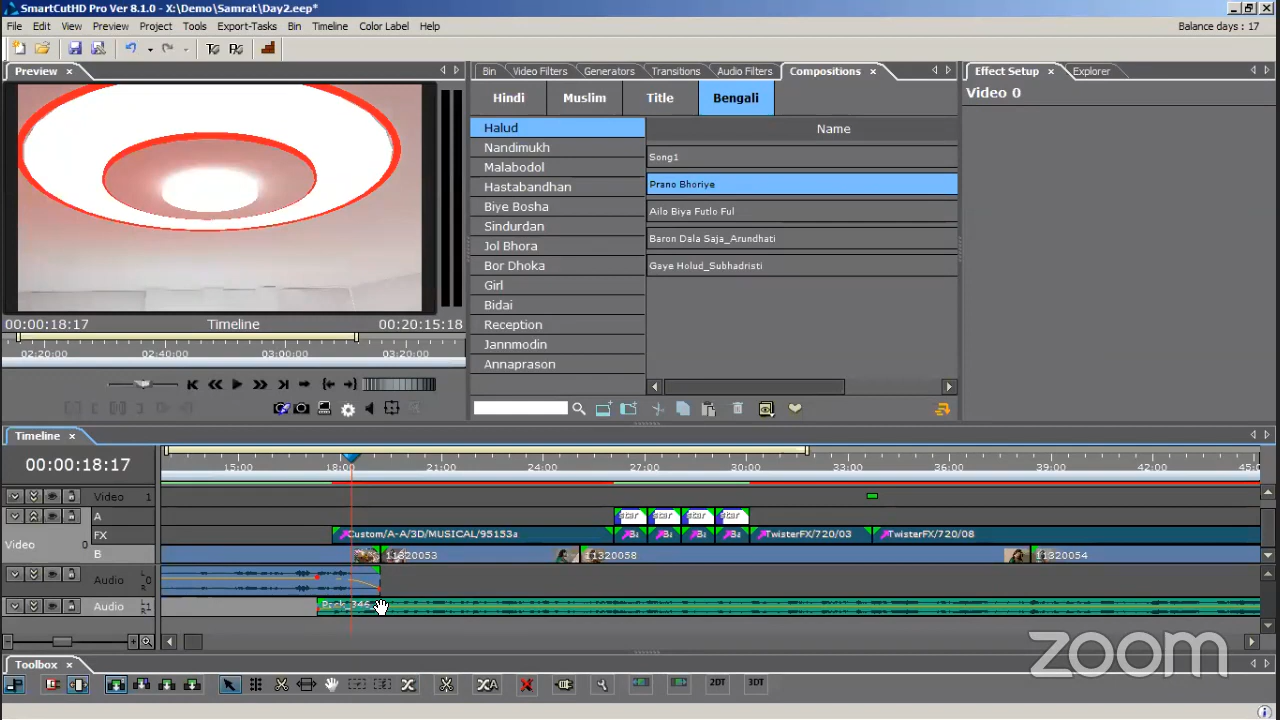 SmartCutHD Pro Ver 8.1.0 - X:\Demo\Samrat\Day2.eep*
File Edit View Preview Project Tools Export-Tasks Bin Timeline Color Label Help
Balance days : 17
Preview
Bin Video Filters Generators Transitions Audio Filters Compositions
Effect Setup Explorer
Video 0
Hindi Muslim Title Bengali
Name
Halud
Nandimukh
Malabodol
Hastabandhan
Biye Bosha
Sindurdan
Jol Bhora
Bor Dhoka
Girl
Bidai
Reception
Jannmodin
Annaprason
Song1
Prano Bhoriye
Ailo Biya Futlo Ful
Baron Dala Saja_Arundhati
Gaye Holud_Subhadristi
00:00:18:17 Timeline 00:20:15:18
02:20:00 02:40:00 03:00:00 03:20:00
Timeline
00:00:18:17
15:00 18:00 21:00 24:00 27:00 30:00 33:00 36:00 39:00 42:00 45:0
Video 1
A
star star star star
FX
Custom/A-A/3D/MUSICAL/95153a
TwisterFX/720/03
TwisterFX/720/08
Video 0
B
11320053
11320058
11320054
Audio 0
L
R
Audio
Toolbox
2DT 3DT
zoom